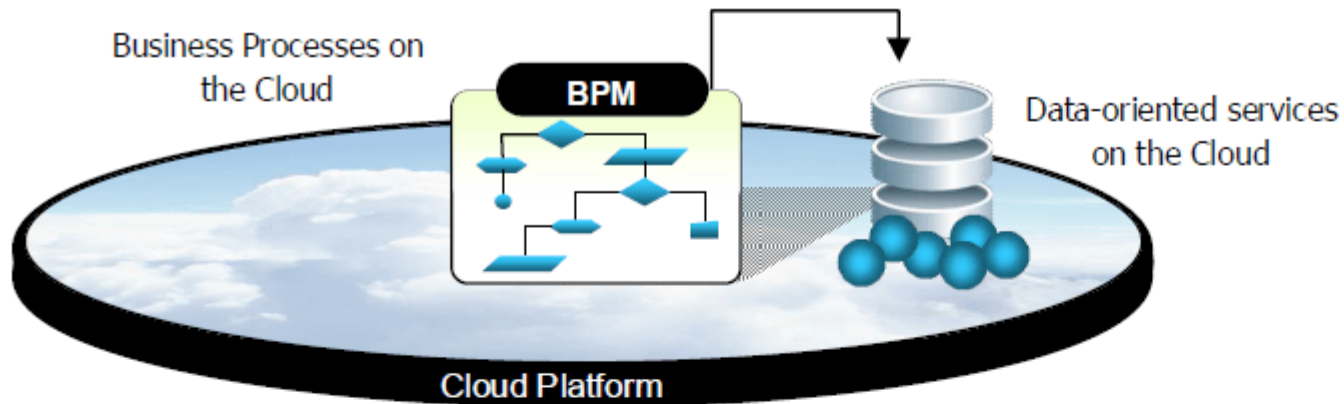 Business Processes on
the Cloud
BPM
Data-oriented services
on the Cloud
Cloud Platform